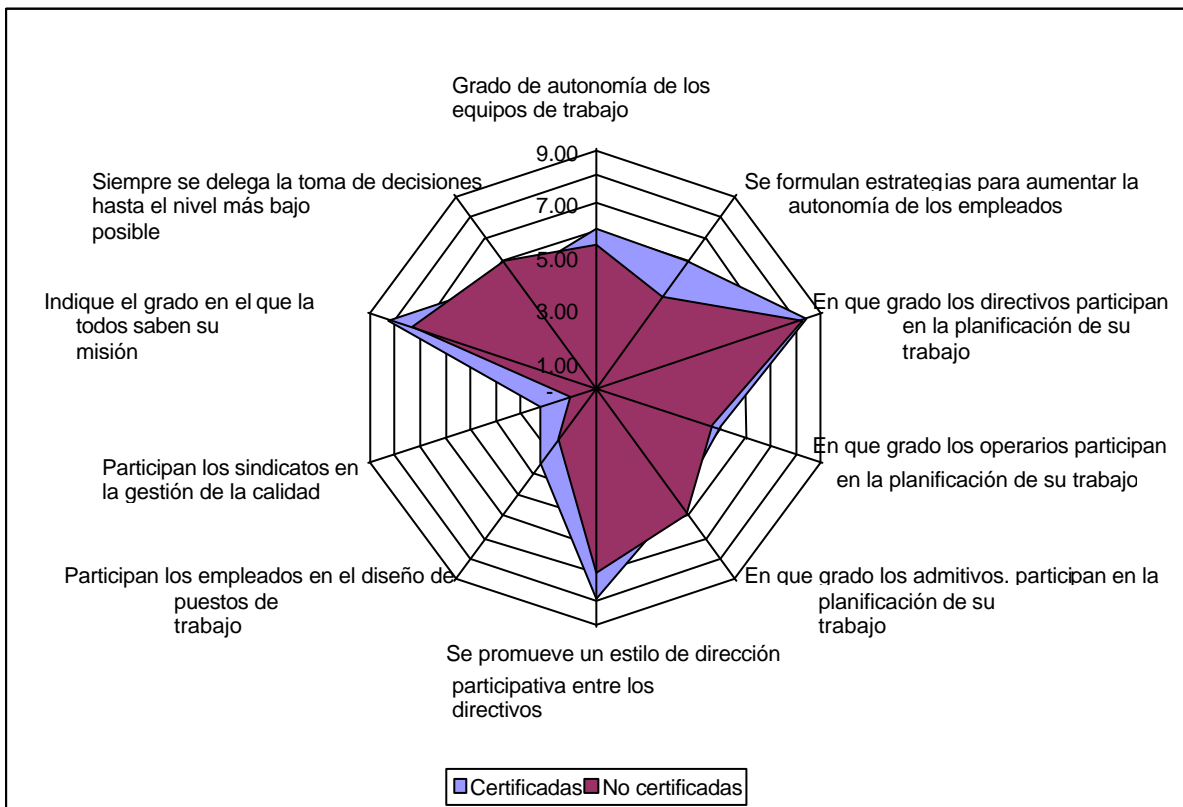 Grado de autonomía de los
equipos de trabajo
Se formulan estrategias para aumentar la
autonomía de los empleados
En que grado los directivos participan
en la planificación de su
trabajo
En que grado los operarios participan
en la planificación de su trabajo
En que grado los admitivos. participan en la
planificación de su
trabajo
Se promueve un estilo de dirección
participativa entre los
directivos
Participan los empleados en el diseño de
puestos de
trabajo
Participan los sindicatos en
la gestión de la calidad
Indique el grado en el que la
todos saben su
misión
Siempre se delega la toma de decisiones
hasta el nivel más bajo
posible
9.00
7.00
5.00
3.00
1.00
-
Certificadas No certificadas